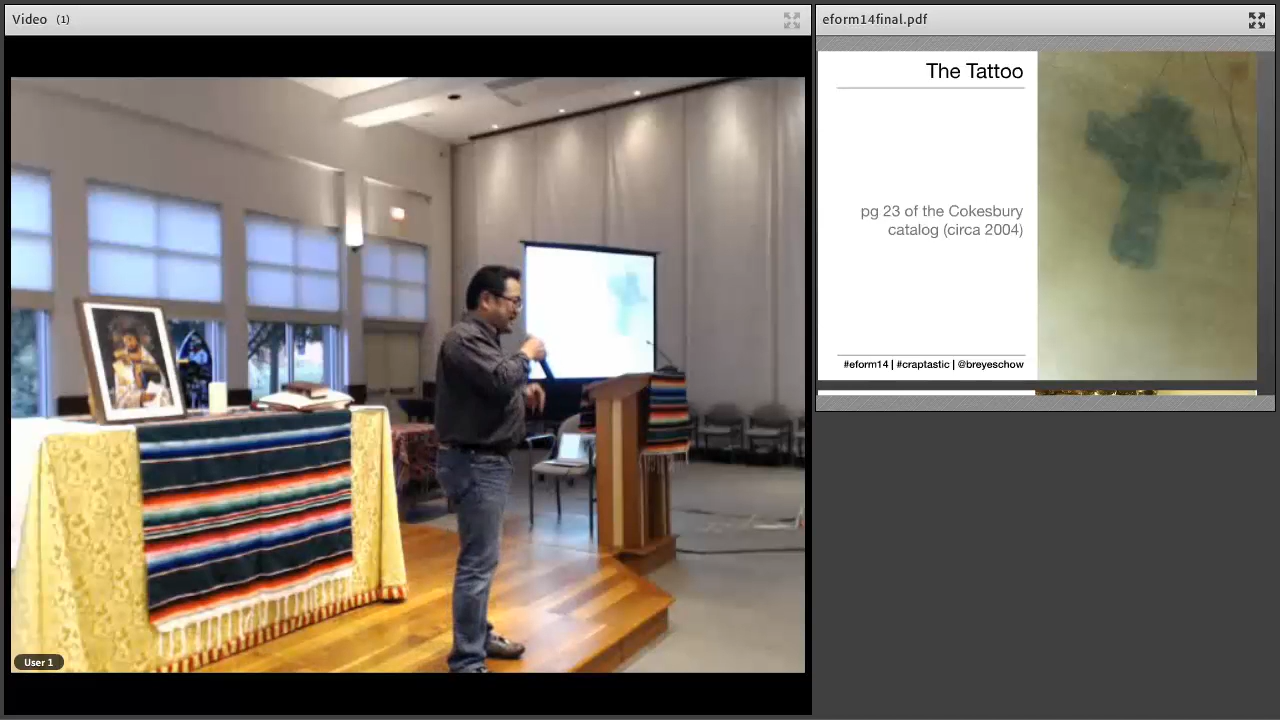 Video (1)
User 1
eform14final.pdf
The Tattoo
pg 23 of the Cokesbury
catalog (circa 2004)
#eform14 | #craptastic | @breyeschow